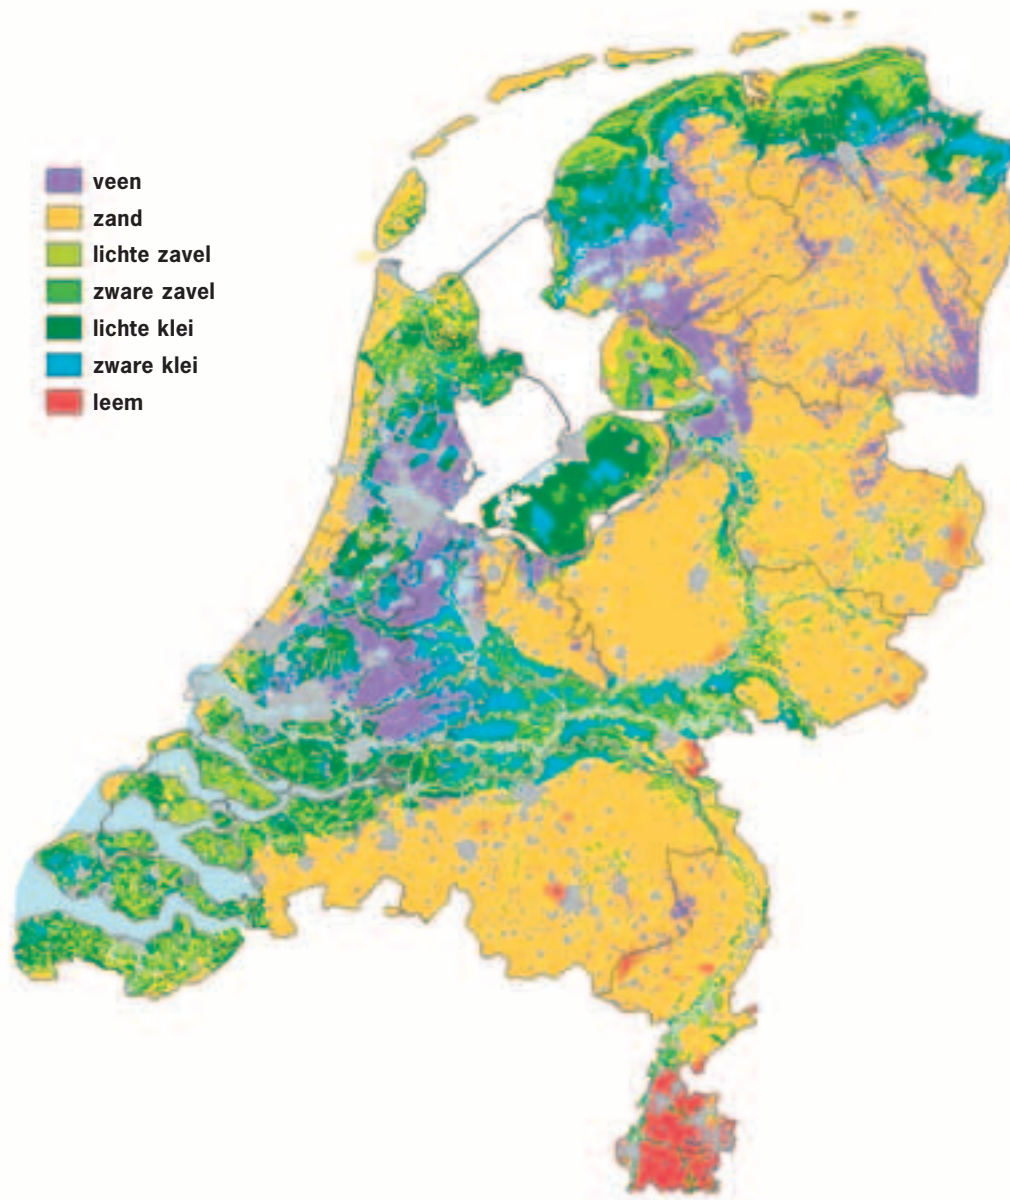 veen
zand
lichte zavel
zware zavel
lichte klei
zware klei
leem